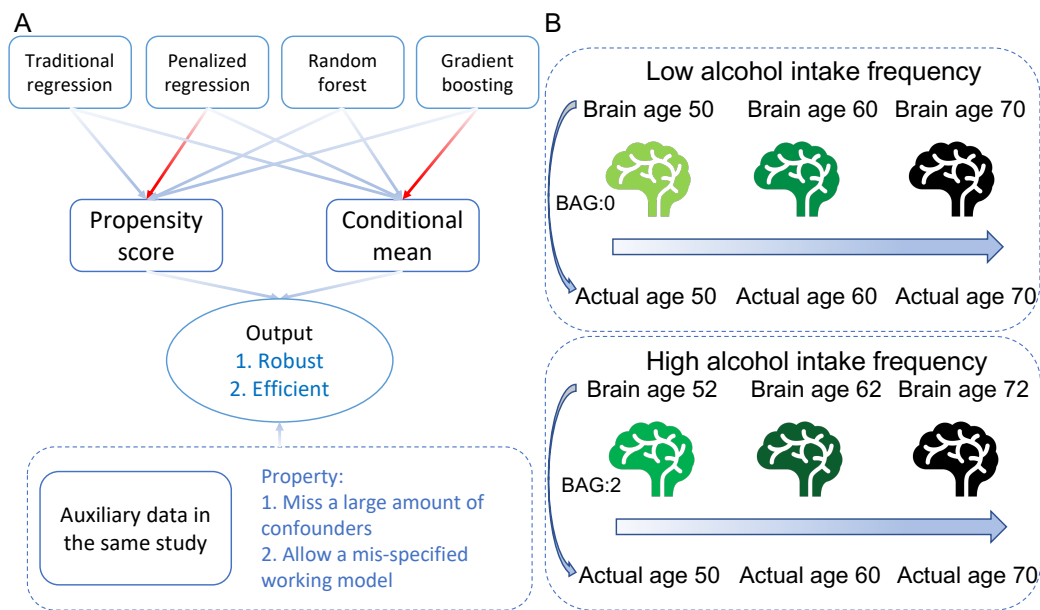 A
Traditional
regression
Penalized
regression
Random
forest
Gradient
boosting
Propensity
score
Conditional
mean
Output
1. Robust
2. Efficient
Auxiliary data in
the same study
Property:
1. Miss a large amount of
confounders
2. Allow a mis-specified
working model
B
Low alcohol intake frequency
Brain age 50 Brain age 60 Brain age 70
BAG:0
Actual age 50 Actual age 60 Actual age 70
High alcohol intake frequency
Brain age 52 Brain age 62 Brain age 72
BAG:2
Actual age 50 Actual age 60 Actual age 70